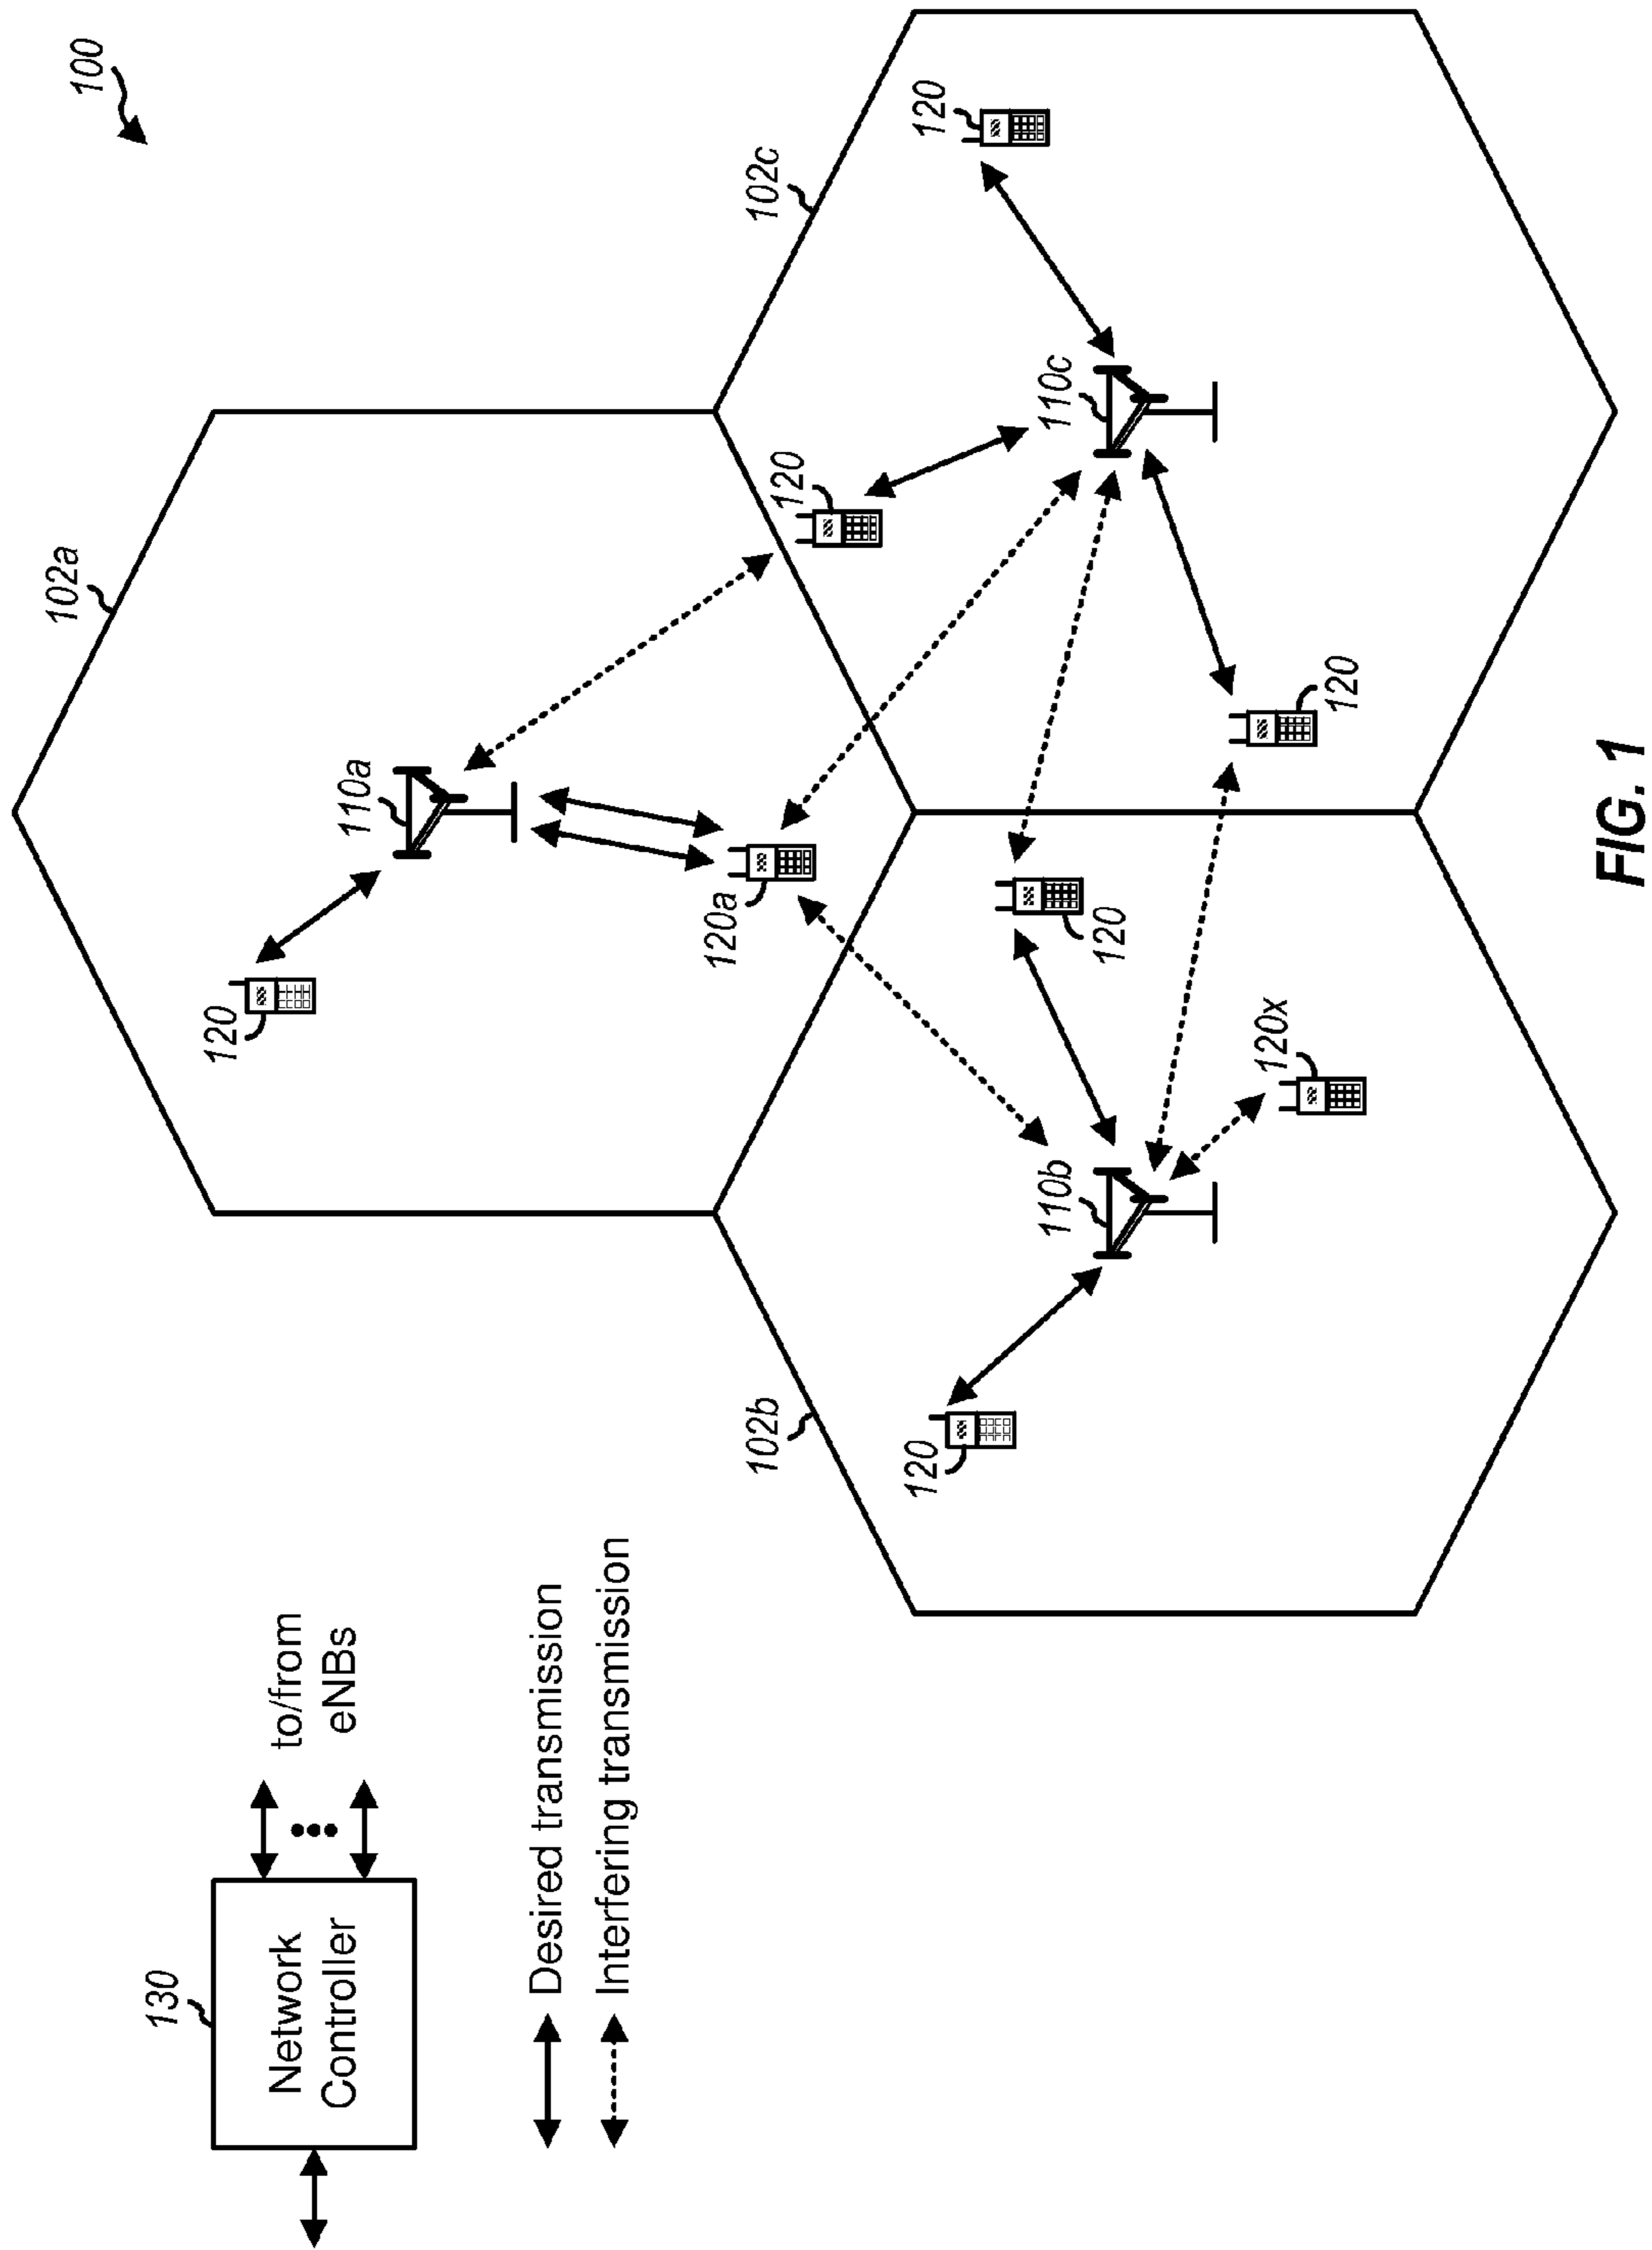 100
130
Network
Controller
to/from
eNBs
Desired transmission
Interfering transmission
102a
120
110a
120a
120
102b
120
110b
120
120x
102c
120
110c
120
FIG. 1